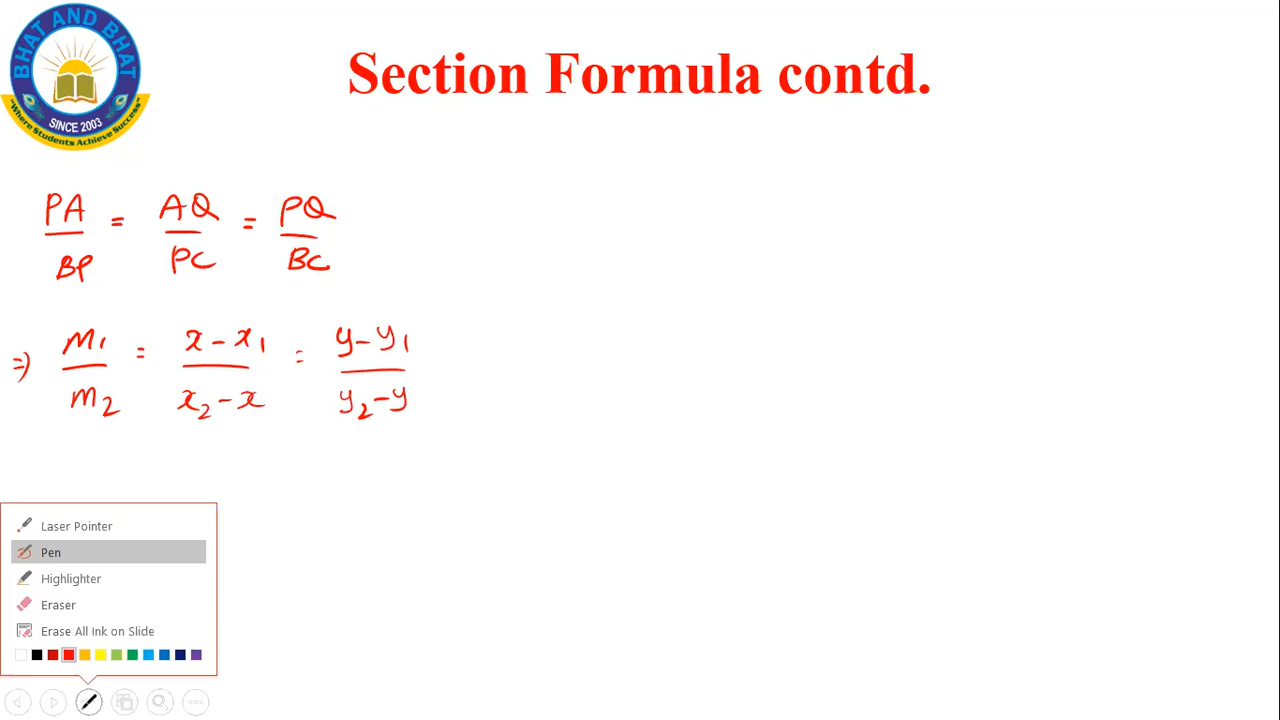 BHAT AND BHAT
SINCE 2003
"Where Students Achieve Success"
Section Formula contd.
PA/BP = AQ/PC = PQ/BC
⇒ m₁/m₂ = x-x₁/x₂-x = y-y₁/y₂-y
Laser Pointer
Pen
Highlighter
Eraser
Erase All Ink on Slide